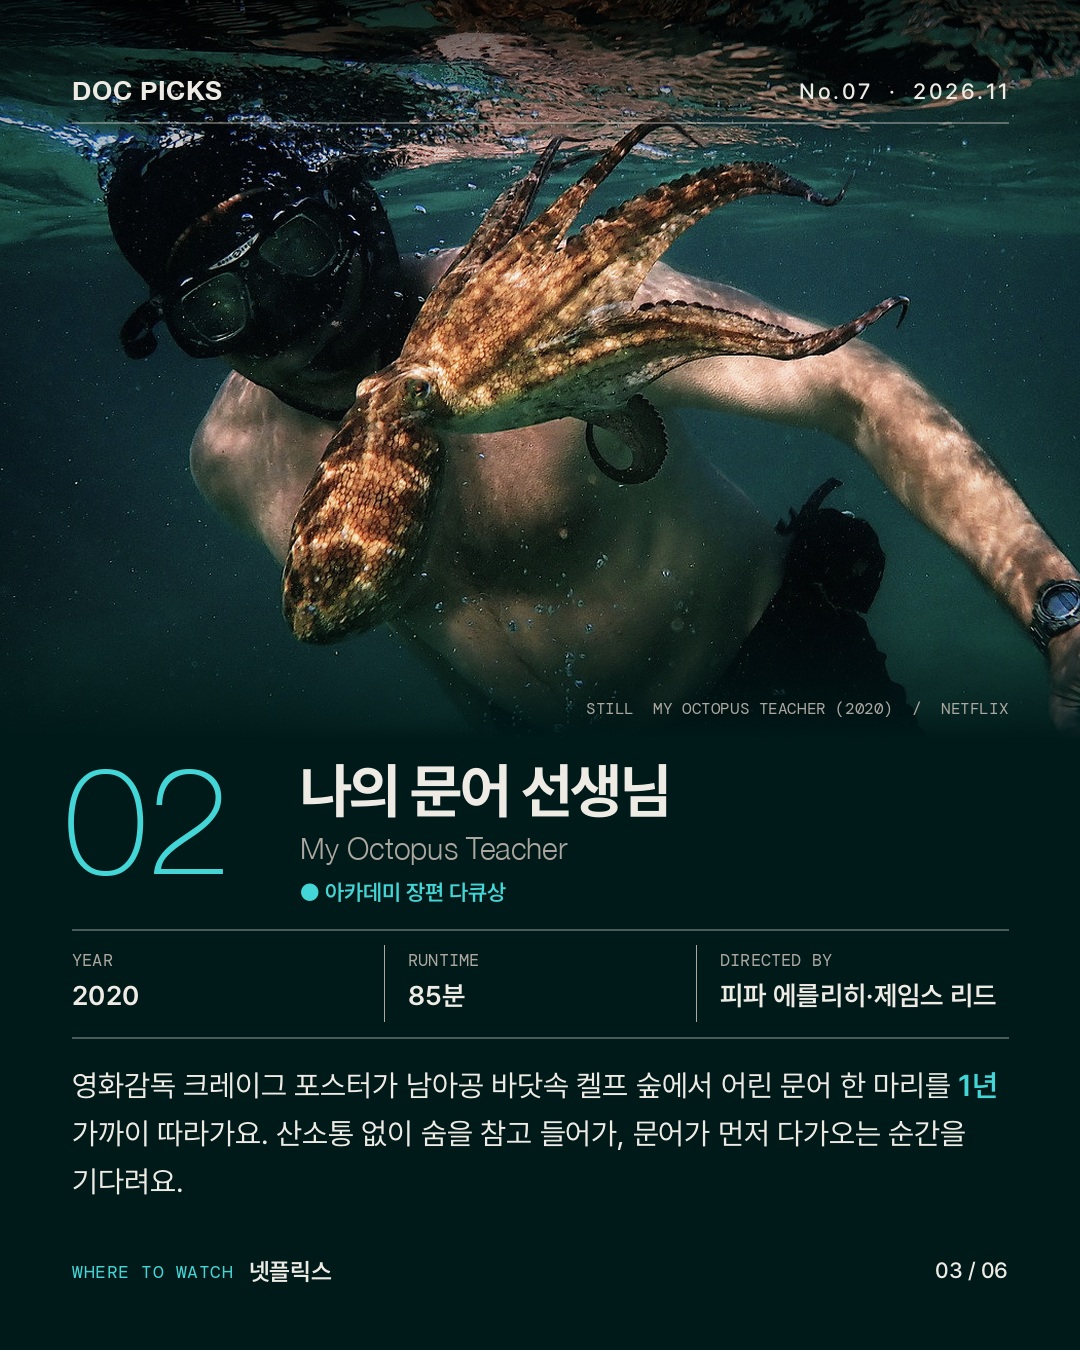 DOC PICKS
No.07 · 2026.11
STILL MY OCTOPUS TEACHER (2020) / NETFLIX
02
나의 문어 선생님
My Octopus Teacher
● 아카데미 장편 다큐상
YEAR
2020
RUNTIME
85분
DIRECTED BY
피파 에를리히·제임스 리드
영화감독 크레이그 포스터가 남아공 바닷속 켈프 숲에서 어린 문어 한 마리를 1년
가까이 따라가요. 산소통 없이 숨을 참고 들어가, 문어가 먼저 다가오는 순간을
기다려요.
WHERE TO WATCH 넷플릭스
03 / 06